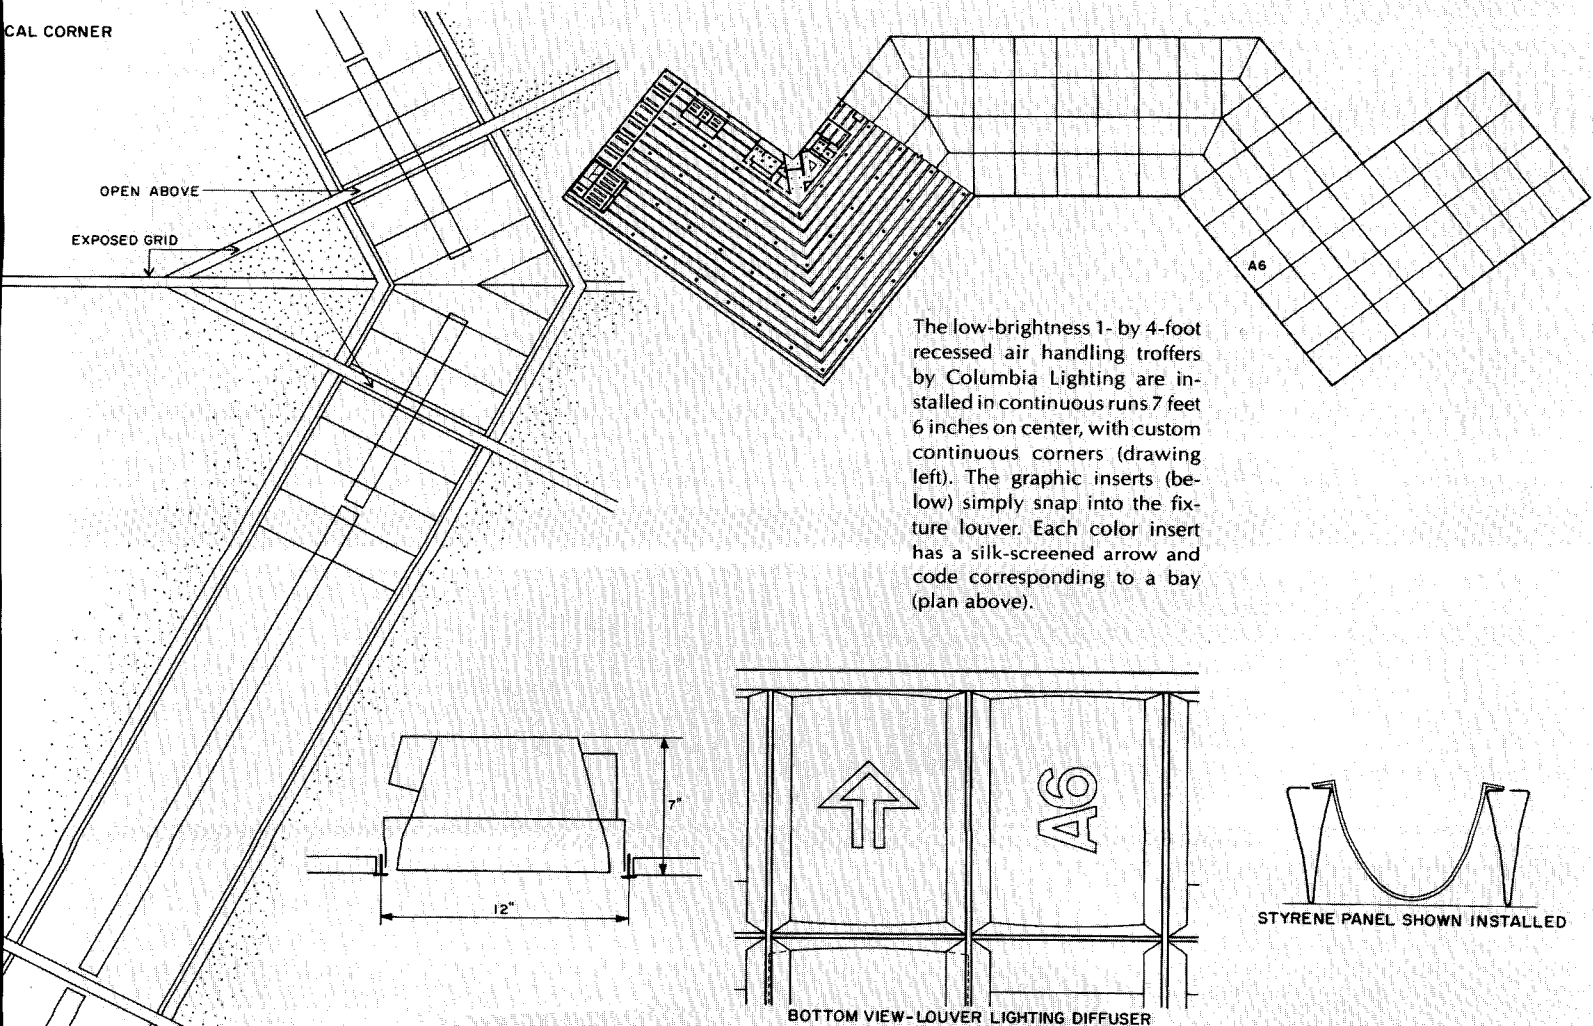 CAL CORNER
OPEN ABOVE
EXPOSED GRID
A6
The low-brightness 1- by 4-foot
recessed air handling troffers
by Columbia Lighting are in-
stalled in continuous runs 7 feet
6 inches on center, with custom
continuous corners (drawing
left). The graphic inserts (be-
low) simply snap into the fix-
ture louver. Each color insert
has a silk-screened arrow and
code corresponding to a bay
(plan above).
7"
12"
A6
STYRENE PANEL SHOWN INSTALLED
BOTTOM VIEW-LOUVER LIGHTING DIFFUSER